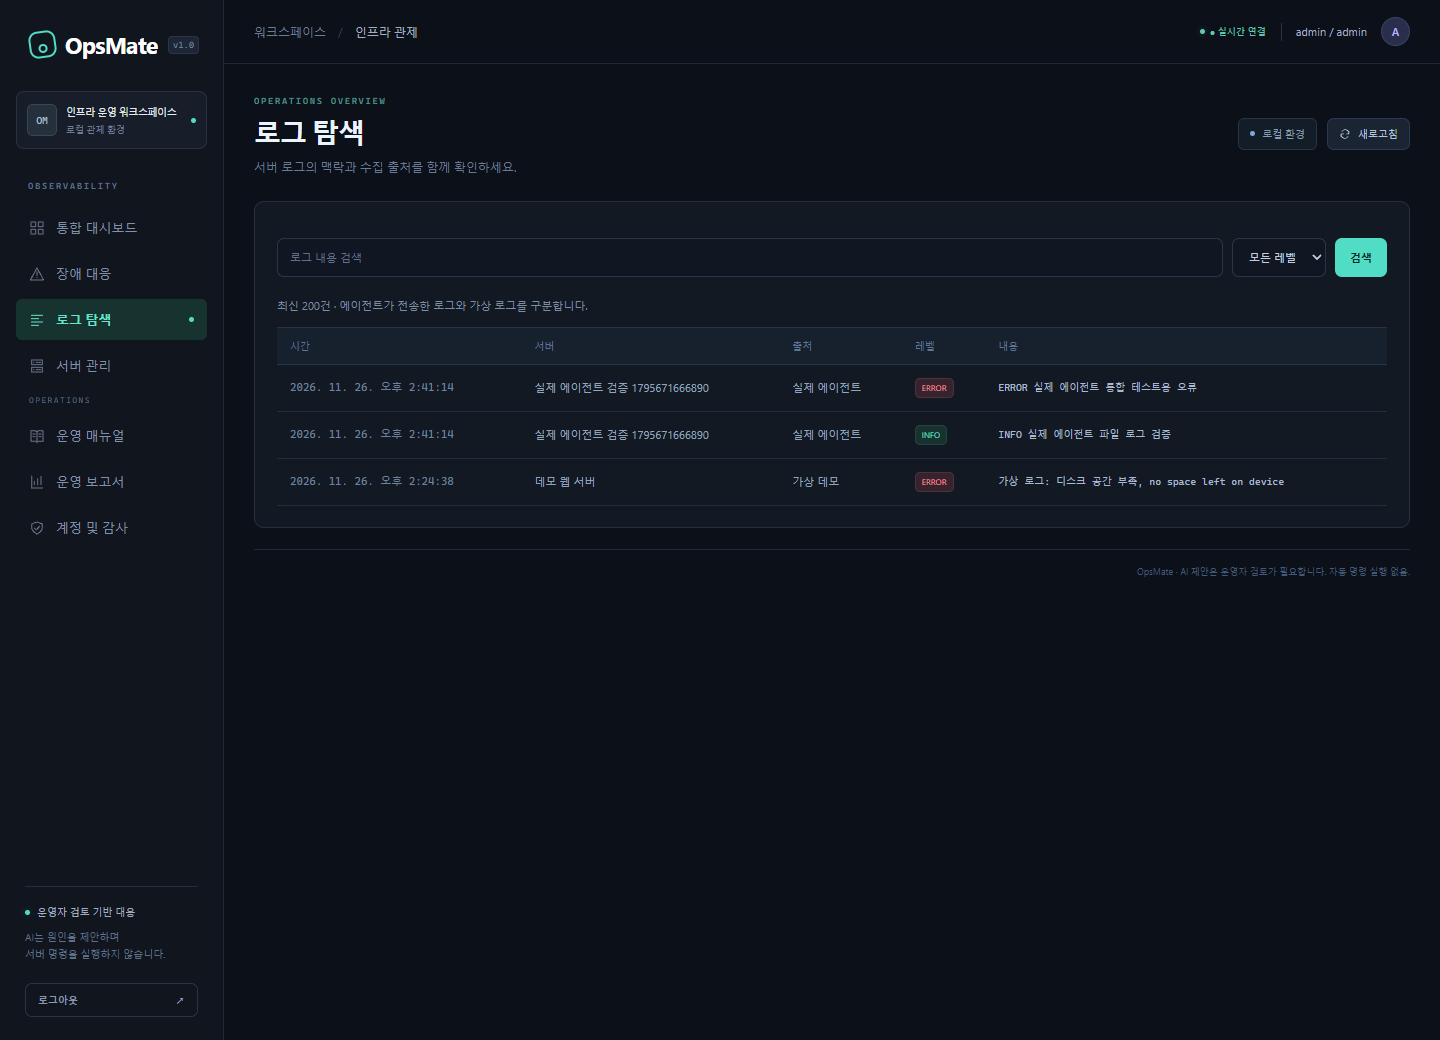 OpsMate v1.0
OM 인프라 운영 워크스페이스
로컬 관제 환경
OBSERVABILITY
통합 대시보드
장애 대응
로그 탐색
서버 관리
OPERATIONS
운영 매뉴얼
운영 보고서
계정 및 감사
운영자 검토 기반 대응
AI는 원인을 제안하며
서버 명령을 실행하지 않습니다.
로그아웃 ↗
워크스페이스 / 인프라 관제
● 실시간 연결 admin / admin A
OPERATIONS OVERVIEW
로그 탐색
서버 로그의 맥락과 수집 출처를 함께 확인하세요.
로컬 환경 새로고침
로그 내용 검색 모든 레벨 검색
최신 200건 · 에이전트가 전송한 로그와 가상 로그를 구분합니다.
시간 서버 출처 레벨 내용
2026. 11. 26. 오후 2:41:14 실제 에이전트 검증 1795671666890 실제 에이전트 ERROR ERROR 실제 에이전트 통합 테스트용 오류
2026. 11. 26. 오후 2:41:14 실제 에이전트 검증 1795671666890 실제 에이전트 INFO INFO 실제 에이전트 파일 로그 검증
2026. 11. 26. 오후 2:24:38 데모 웹 서버 가상 데모 ERROR 가상 로그: 디스크 공간 부족, no space left on device
OpsMate · AI 제안은 운영자 검토가 필요합니다. 자동 명령 실행 없음.